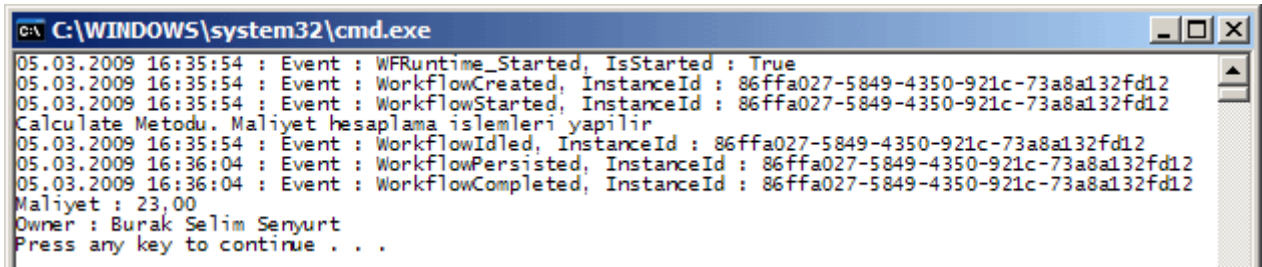 C:\WINDOWS\system32\cmd.exe
05.03.2009 16:35:54 : Event : WFRuntime_Started, IsStarted : True
05.03.2009 16:35:54 : Event : WorkflowCreated, InstanceId : 86ffa027-5849-4350-921c-73a8a132fd12
05.03.2009 16:35:54 : Event : WorkflowStarted, InstanceId : 86ffa027-5849-4350-921c-73a8a132fd12
Calculate Metodu. Maliyet hesaplama islemleri yapilir
05.03.2009 16:35:54 : Event : WorkflowIdled, InstanceId : 86ffa027-5849-4350-921c-73a8a132fd12
05.03.2009 16:36:04 : Event : WorkflowPersisted, InstanceId : 86ffa027-5849-4350-921c-73a8a132fd12
05.03.2009 16:36:04 : Event : WorkflowCompleted, InstanceId : 86ffa027-5849-4350-921c-73a8a132fd12
Maliyet : 23,00
Owner : Burak Selim Senyurt
Press any key to continue . . .